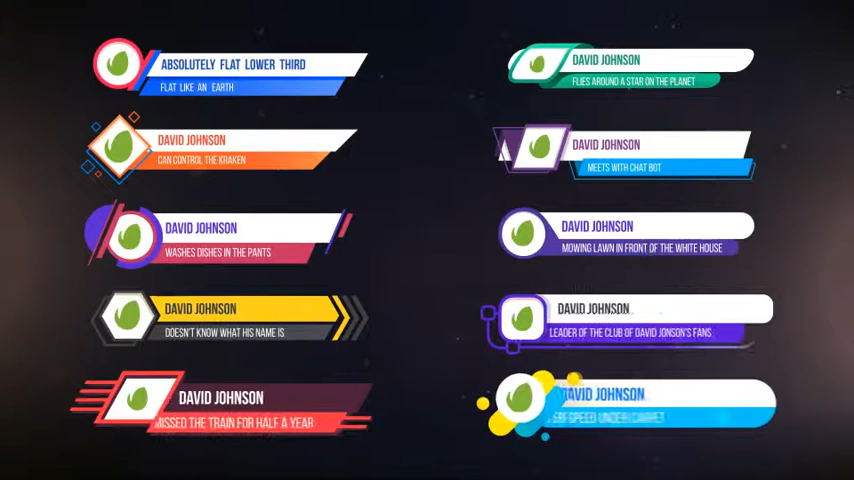 ABSOLUTELY FLAT LOWER THIRD
FLAT LIKE AN EARTH
DAVID JOHNSON
CAN CONTROL THE KRAKEN
DAVID JOHNSON
WASHES DISHES IN THE PANTS
DAVID JOHNSON
DOESN'T KNOW WHAT HIS NAME IS
DAVID JOHNSON
MISSED THE TRAIN FOR HALF A YEAR
DAVID JOHNSON
FLIES AROUND A STAR ON THE PLANET
DAVID JOHNSON
MEETS WITH CHAT BOT
DAVID JOHNSON
MOWING LAWN IN FRONT OF THE WHITE HOUSE
DAVID JOHNSON
LEADER OF THE CLUB OF DAVID JONSON'S FANS
DAVID JOHNSON
SPEED UNDER CARPET